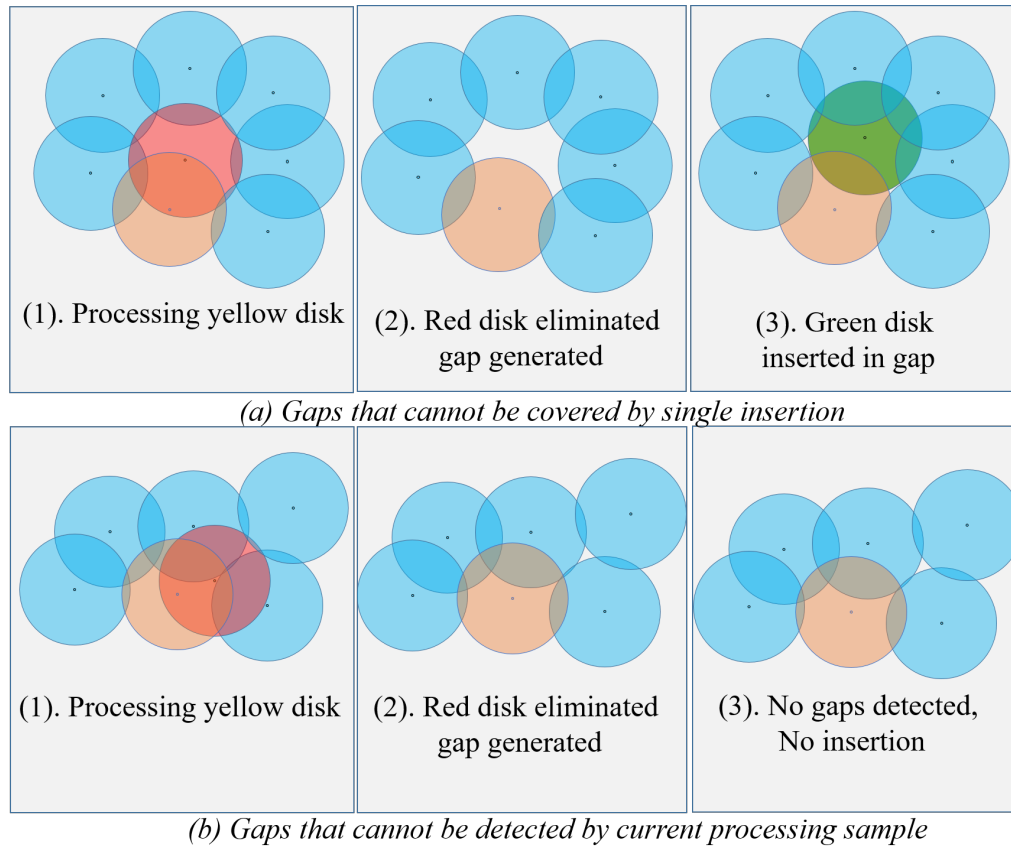 (1). Processing yellow disk
(2). Red disk eliminated
gap generated
(3). Green disk
inserted in gap
(a) Gaps that cannot be covered by single insertion
(1). Processing yellow disk
(2). Red disk eliminated
gap generated
(3). No gaps detected,
No insertion
(b) Gaps that cannot be detected by current processing sample